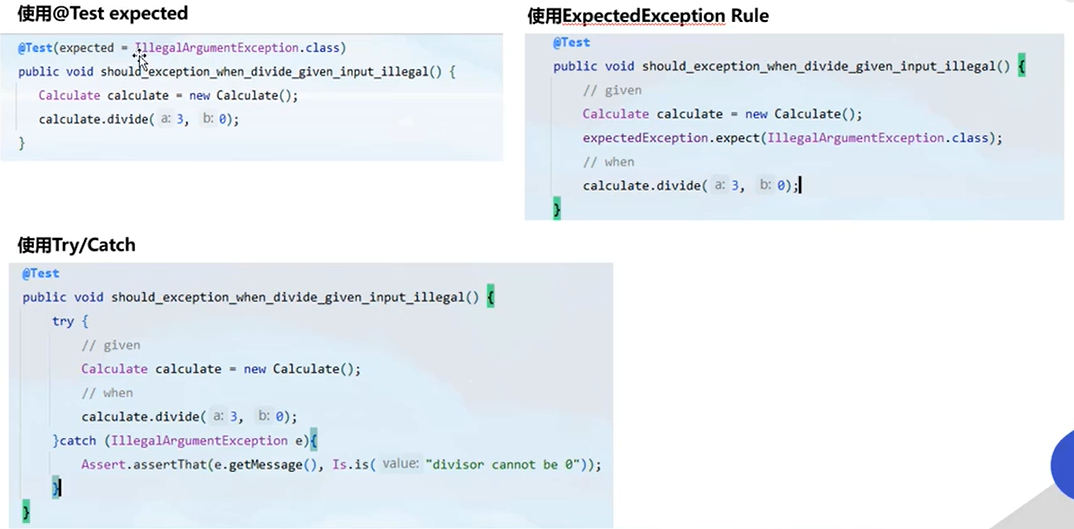 使用@Test expected
@Test(expected = IllegalArgumentException.class)
public void should_exception_when_divide_given_input_illegal() {
Calculate calculate = new Calculate();
calculate.divide( a: 3, b: 0);
}
使用ExpectedException Rule
@Test
public void should_exception_when_divide_given_input_illegal() {
// given
Calculate calculate = new Calculate();
expectedException.expect(IllegalArgumentException.class);
// when
calculate.divide( a: 3, b: 0);
}
使用Try/Catch
@Test
public void should_exception_when_divide_given_input_illegal() {
try {
// given
Calculate calculate = new Calculate();
// when
calculate.divide( a: 3, b: 0);
}catch (IllegalArgumentException e){
Assert.assertThat(e.getMessage(), Is.is( value: "divisor cannot be 0"));
}
}